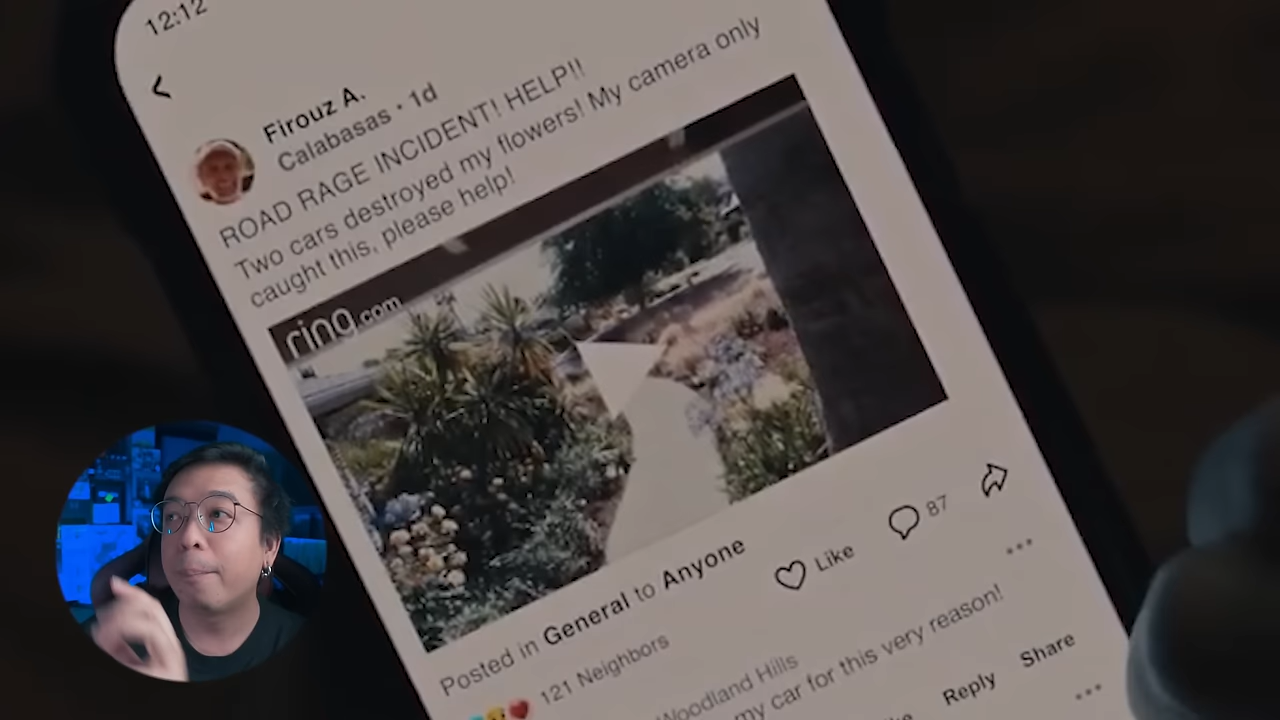 12:12
Firouz A.
Calabasas · 1d
ROAD RAGE INCIDENT! HELP!!
Two cars destroyed my flowers! My camera only
caught this, please help!
ring.com
Posted in General to Anyone
Like
87
121 Neighbors
Woodland Hills
my car for this very reason!
Reply
Share